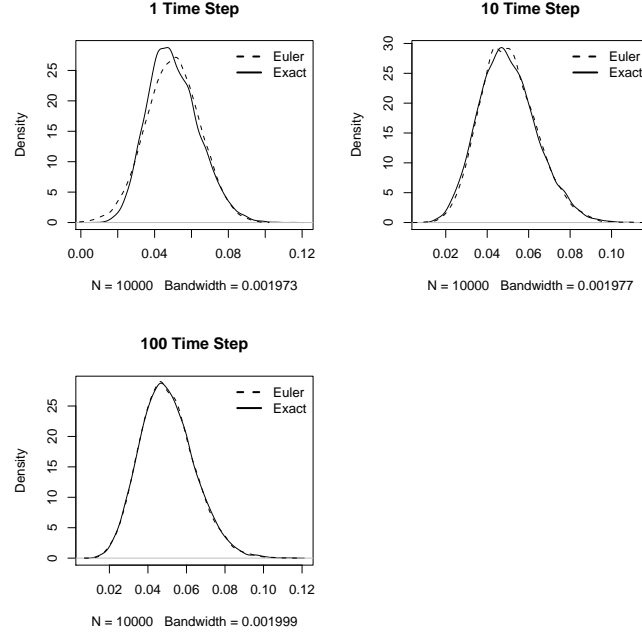 1 Time Step
Density
0 5 10 15 20 25
Euler
Exact
0.00 0.04 0.08 0.12
N = 10000 Bandwidth = 0.001973
10 Time Step
Density
0 5 10 15 20 25 30
Euler
Exact
0.02 0.04 0.06 0.08 0.10
N = 10000 Bandwidth = 0.001977
100 Time Step
Density
0 5 10 15 20 25
Euler
Exact
0.02 0.04 0.06 0.08 0.10 0.12
N = 10000 Bandwidth = 0.001999